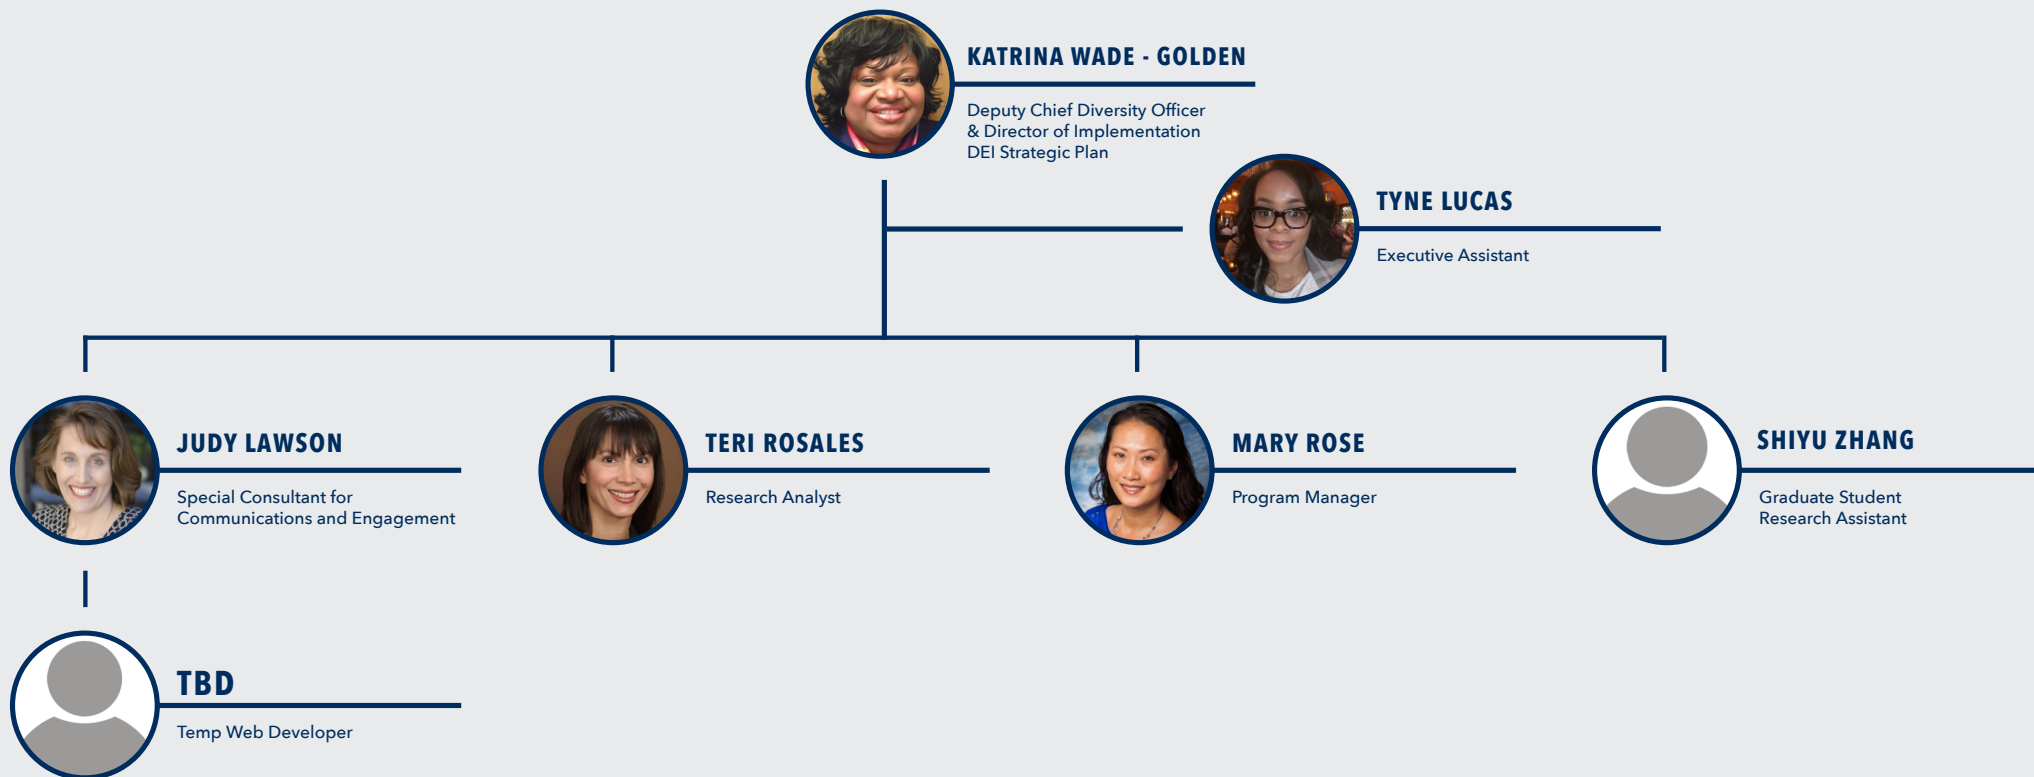 KATRINA WADE - GOLDEN
Deputy Chief Diversity Officer
& Director of Implementation
DEI Strategic Plan
TYNE LUCAS
Executive Assistant
JUDY LAWSON
Special Consultant for
Communications and Engagement
TERI ROSALES
Research Analyst
MARY ROSE
Program Manager
SHIYU ZHANG
Graduate Student
Research Assistant
TBD
Temp Web Developer